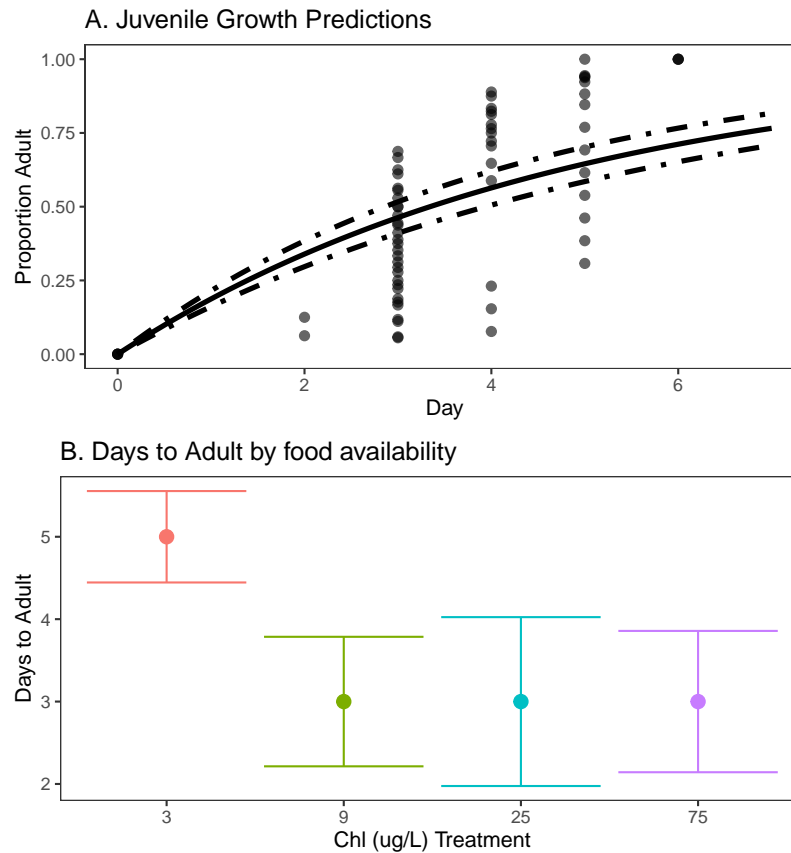 A. Juvenile Growth Predictions
1.00
0.75
0.50
0.25
0.00
Proportion Adult
0 2 4 6
Day
B. Days to Adult by food availability
5
4
3
2
Days to Adult
3 9 25 75
Chl (ug/L) Treatment